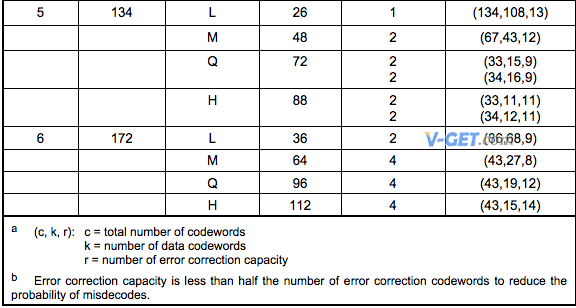 5 134 L 26 1 (134,108,13)
M 48 2 (67,43,12)
Q 72 2 (33,15,9)
2 (34,16,9)
H 88 2 (33,11,11)
2 (34,12,11)
6 172 L 36 2 (86,68,9)
V-GET.com
M 64 4 (43,27,8)
Q 96 4 (43,19,12)
H 112 4 (43,15,14)
a (c, k, r): c = total number of codewords
k = number of data codewords
r = number of error correction capacity
b Error correction capacity is less than half the number of error correction codewords to reduce the
probability of misdecodes.